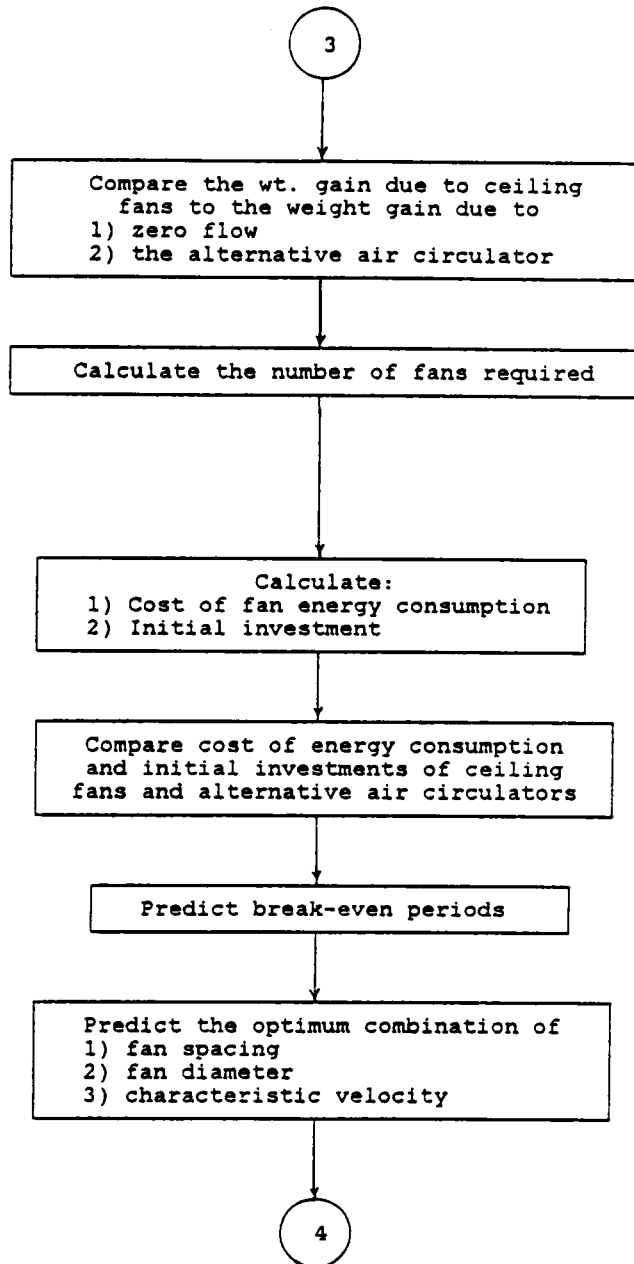 3
Compare the wt. gain due to ceiling
fans to the weight gain due to
1) zero flow
2) the alternative air circulator
Calculate the number of fans required
Calculate:
1) Cost of fan energy consumption
2) Initial investment
Compare cost of energy consumption
and initial investments of ceiling
fans and alternative air circulators
Predict break-even periods
Predict the optimum combination of
1) fan spacing
2) fan diameter
3) characteristic velocity
4